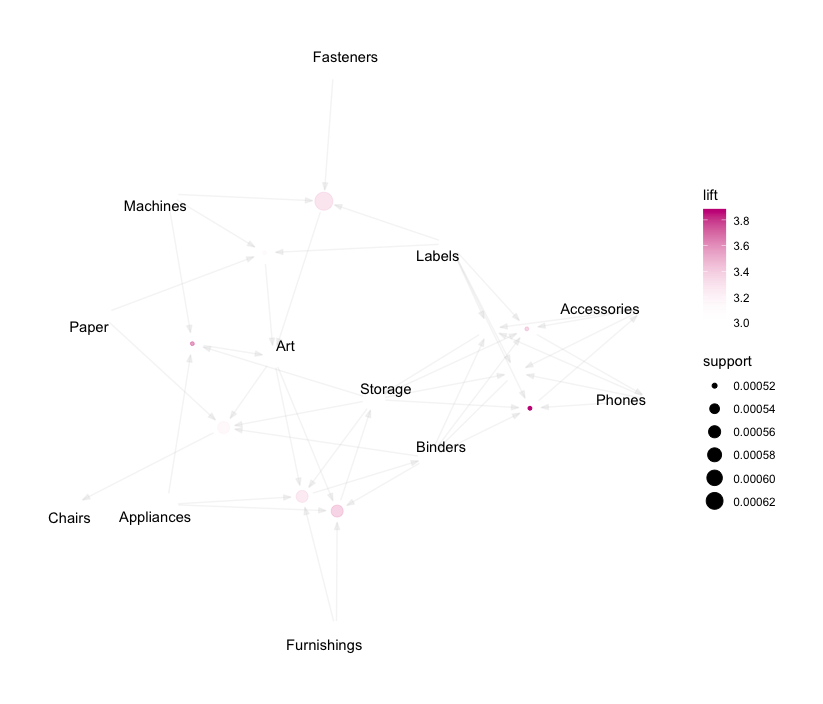 Fasteners
lift
3.8
Machines
3.6
Labels
3.4
3.2
Accessories
3.0
Paper
Art
support
0.00052
Storage
Phones
0.00054
0.00056
Binders
0.00058
0.00060
0.00062
Chairs
Appliances
Furnishings